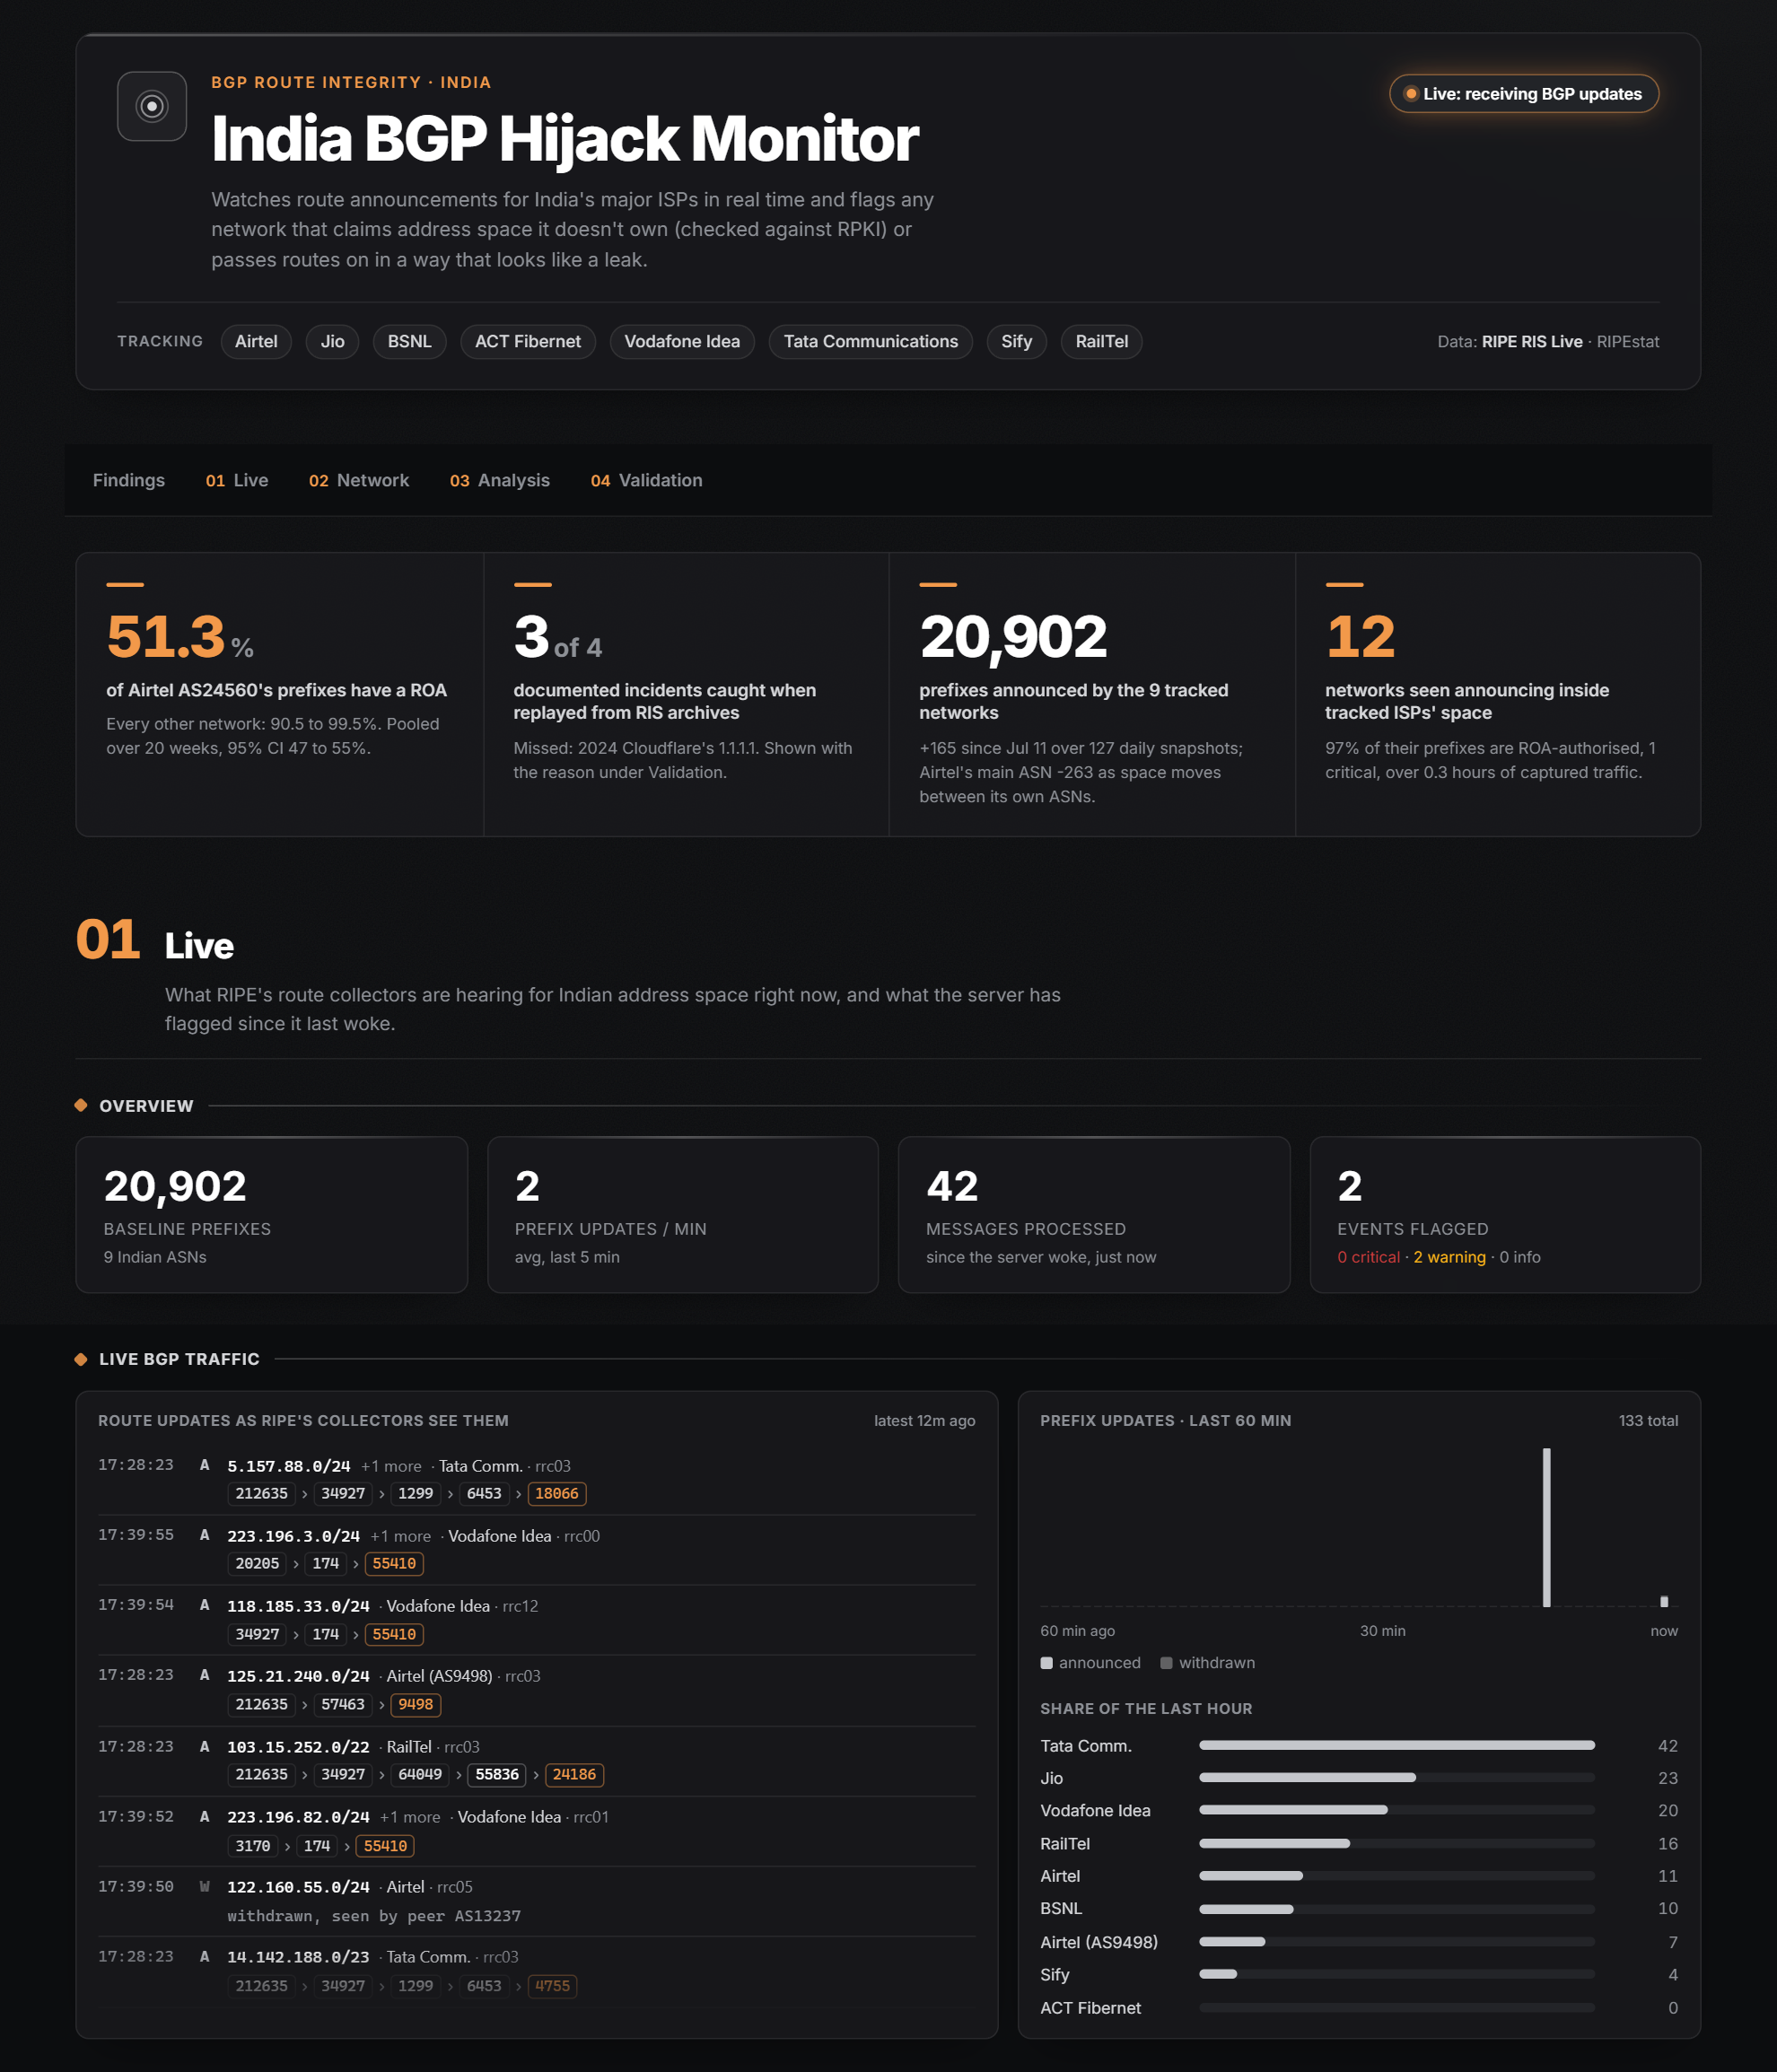 BGP ROUTE INTEGRITY · INDIA
India BGP Hijack Monitor
Live: receiving BGP updates
Watches route announcements for India's major ISPs in real time and flags any
network that claims address space it doesn't own (checked against RPKI) or
passes routes on in a way that looks like a leak.
TRACKING Airtel Jio BSNL ACT Fibernet Vodafone Idea Tata Communications Sify RailTel
Data: RIPE RIS Live · RIPEstat
Findings 01 Live 02 Network 03 Analysis 04 Validation
51.3 %
of Airtel AS24560's prefixes have a ROA
Every other network: 90.5 to 99.5%. Pooled
over 20 weeks, 95% CI 47 to 55%.
3 of 4
documented incidents caught when
replayed from RIS archives
Missed: 2024 Cloudflare's 1.1.1.1. Shown with
the reason under Validation.
20,902
prefixes announced by the 9 tracked
networks
+165 since Jul 11 over 127 daily snapshots;
Airtel's main ASN -263 as space moves
between its own ASNs.
12
networks seen announcing inside
tracked ISPs' space
97% of their prefixes are ROA-authorised, 1
critical, over 0.3 hours of captured traffic.
01 Live
What RIPE's route collectors are hearing for Indian address space right now, and what the server has
flagged since it last woke.
OVERVIEW
20,902
BASELINE PREFIXES
9 Indian ASNs
2
PREFIX UPDATES / MIN
avg, last 5 min
42
MESSAGES PROCESSED
since the server woke, just now
2
EVENTS FLAGGED
0 critical · 2 warning · 0 info
LIVE BGP TRAFFIC
ROUTE UPDATES AS RIPE'S COLLECTORS SEE THEM latest 12m ago
17:28:23 A 5.157.88.0/24 +1 more · Tata Comm. · rrc03
212635 › 34927 › 1299 › 6453 › 18066
17:39:55 A 223.196.3.0/24 +1 more · Vodafone Idea · rrc00
20205 › 174 › 55410
17:39:54 A 118.185.33.0/24 · Vodafone Idea · rrc12
34927 › 174 › 55410
17:28:23 A 125.21.240.0/24 · Airtel (AS9498) · rrc03
212635 › 57463 › 9498
17:28:23 A 103.15.252.0/22 · RailTel · rrc03
212635 › 34927 › 64049 › 55836 › 24186
17:39:52 A 223.196.82.0/24 +1 more · Vodafone Idea · rrc01
3170 › 174 › 55410
17:39:50 W 122.160.55.0/24 · Airtel · rrc05
withdrawn, seen by peer AS13237
17:28:23 A 14.142.188.0/23 · Tata Comm. · rrc03
212635 › 34927 › 1299 › 6453 › 4755
PREFIX UPDATES · LAST 60 MIN 133 total
60 min ago 30 min now
announced withdrawn
SHARE OF THE LAST HOUR
Tata Comm. 42
Jio 23
Vodafone Idea 20
RailTel 16
Airtel 11
BSNL 10
Airtel (AS9498) 7
Sify 4
ACT Fibernet 0